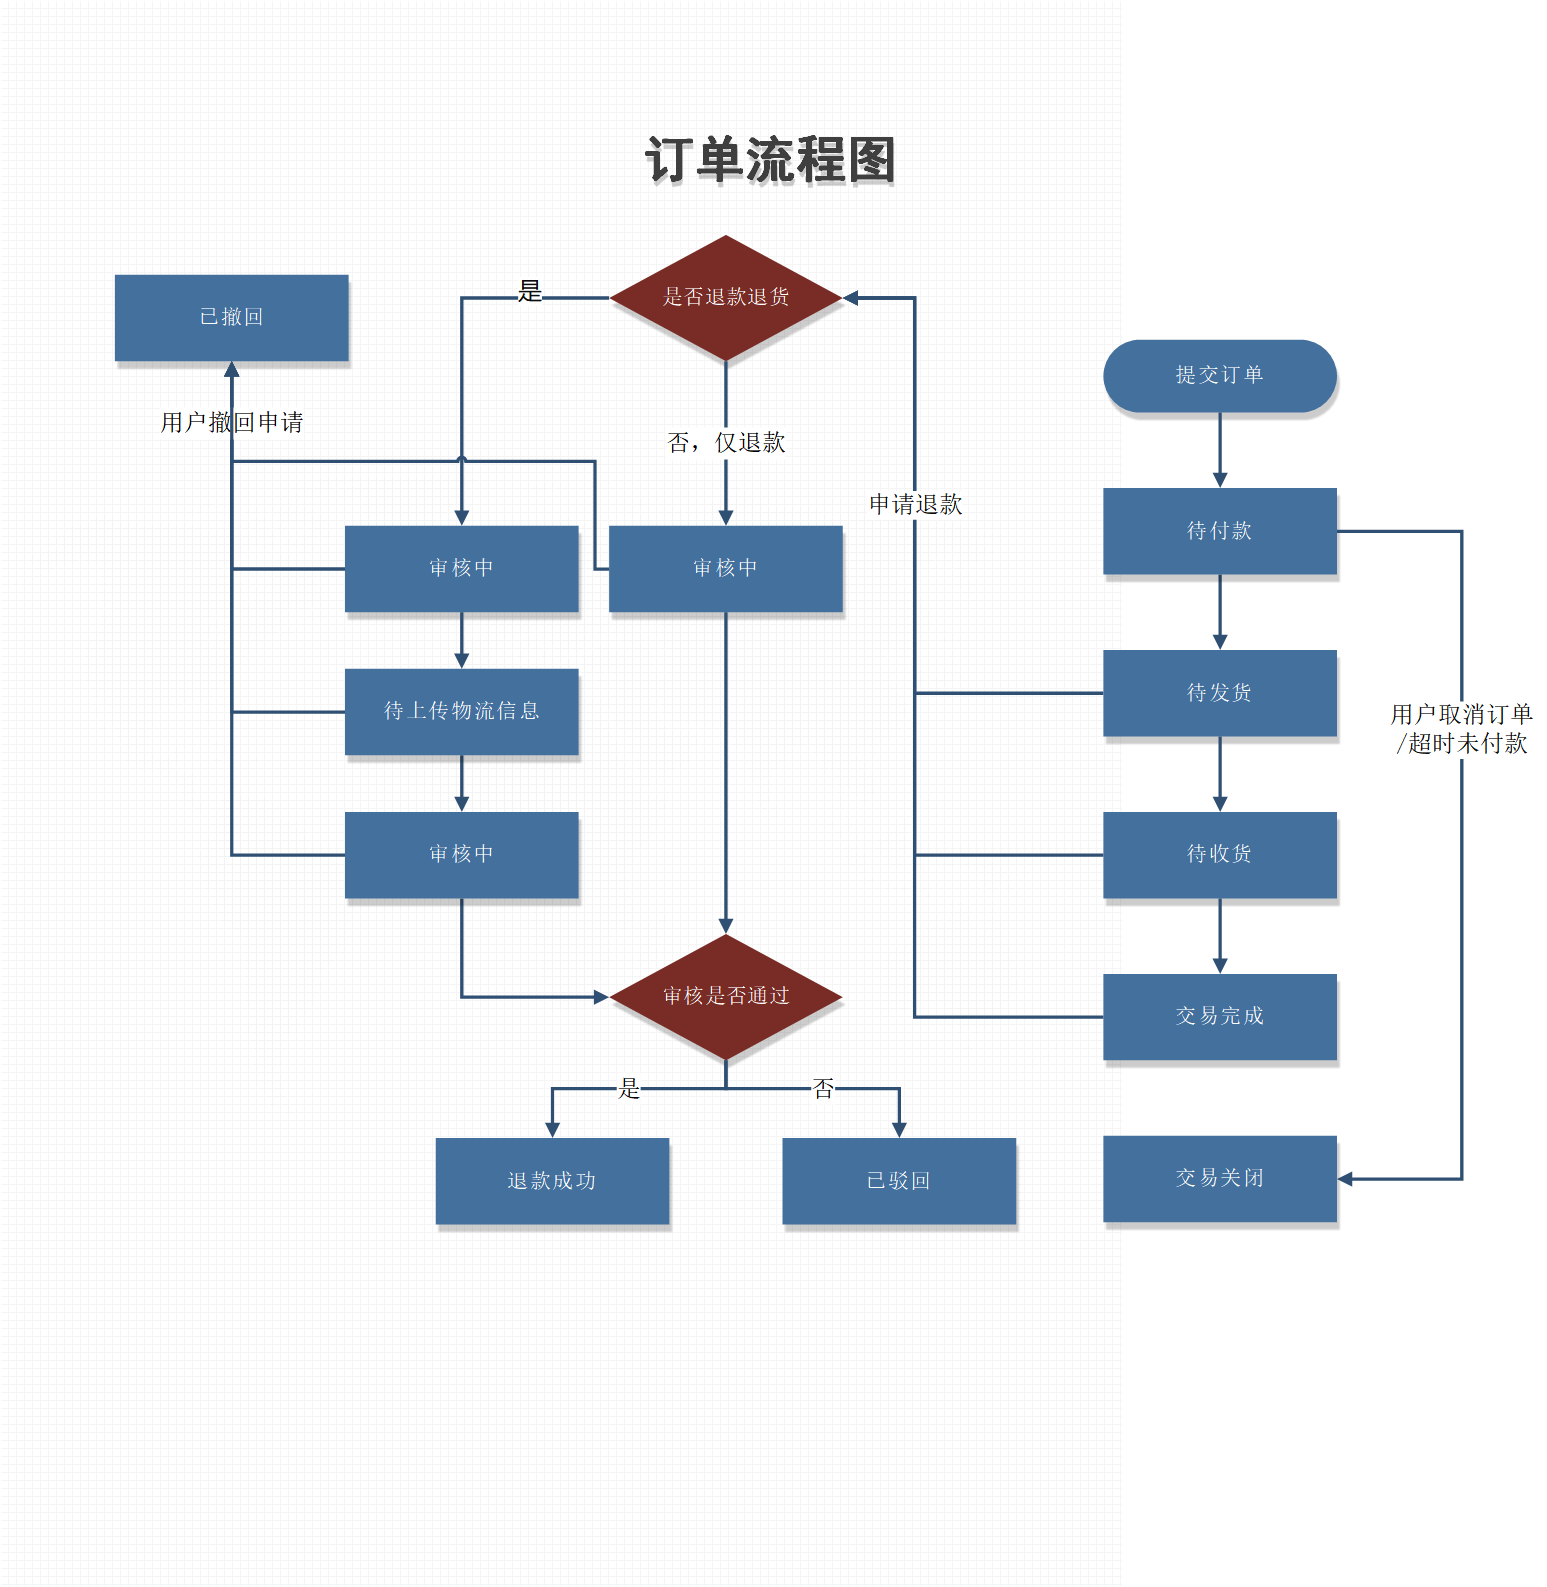 订单流程图
是否退款退货
是
已撤回
提交订单
用户撤回申请
否，仅退款
申请退款
待付款
审核中
审核中
待发货
待上传物流信息
用户取消订单
/超时未付款
审核中
待收货
审核是否通过
交易完成
是
否
退款成功
已驳回
交易关闭